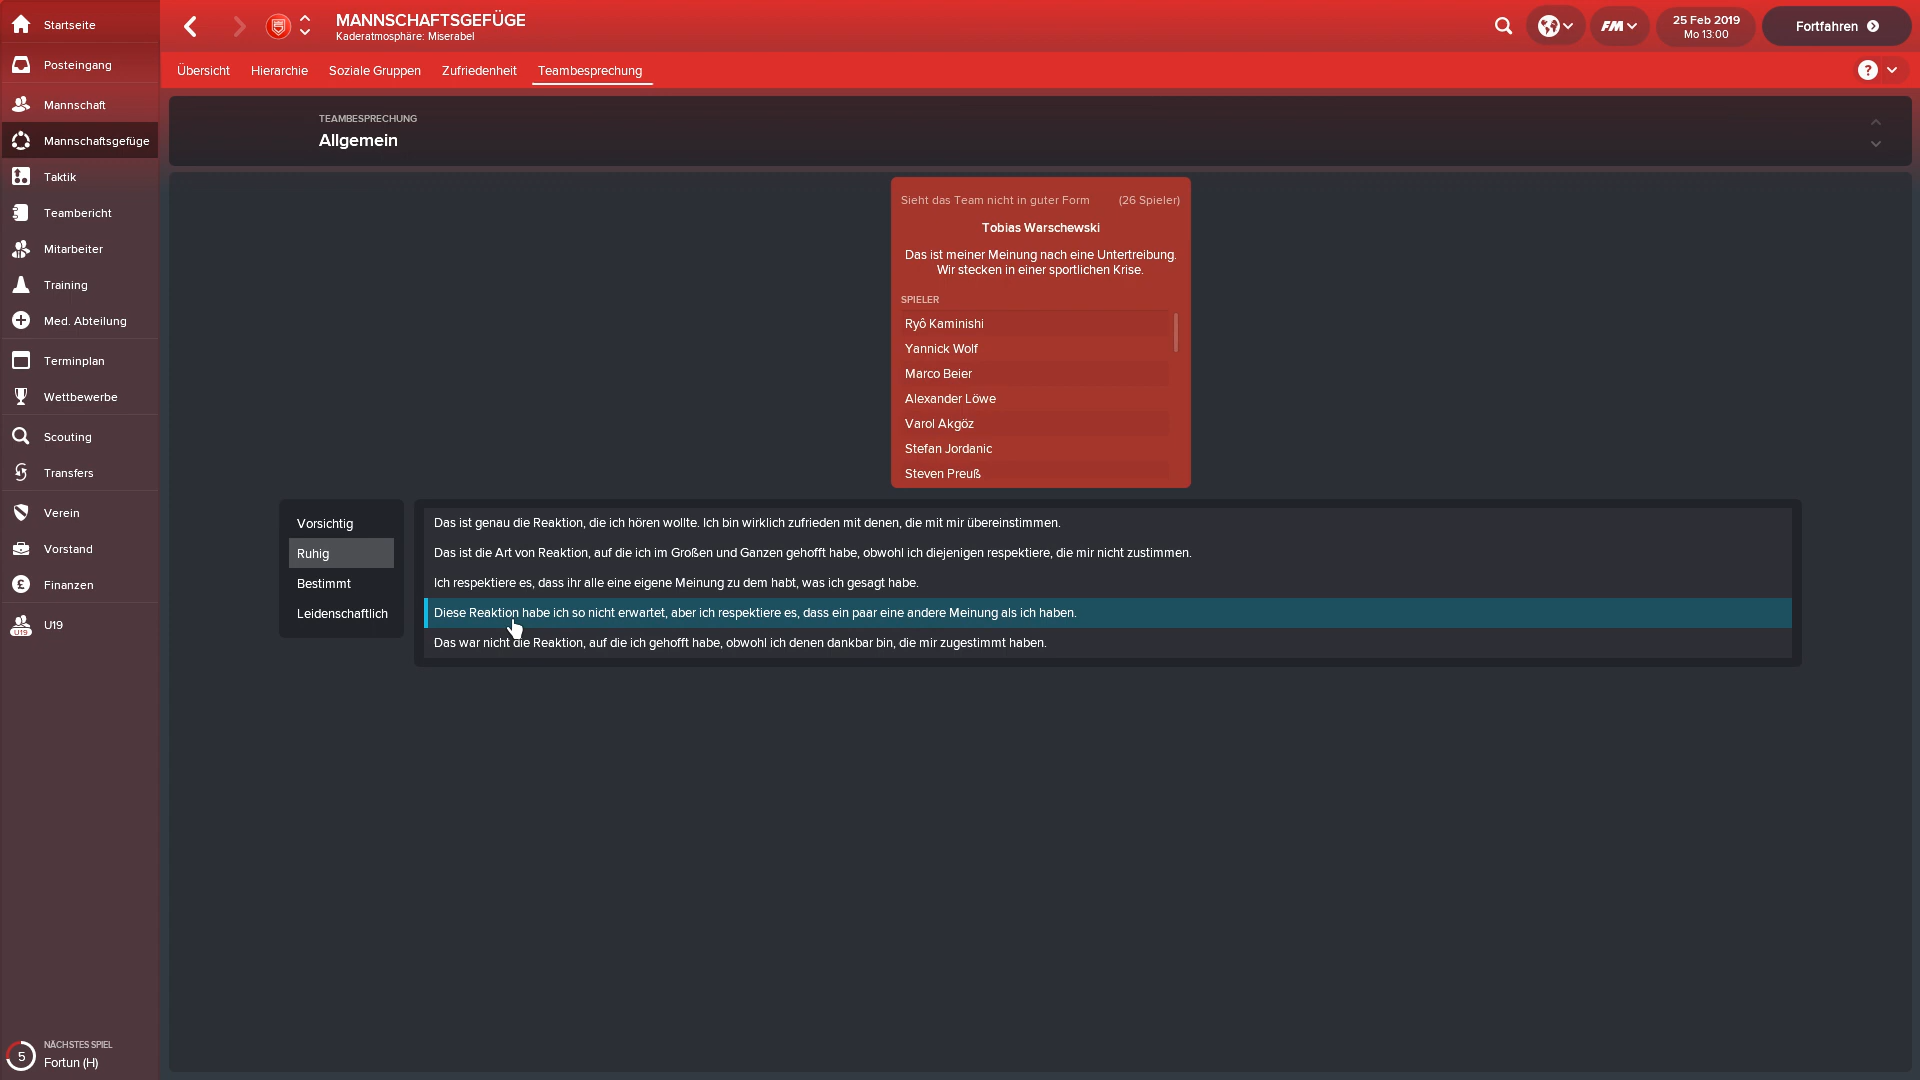 Startseite
Posteingang
Mannschaft
Mannschaftsgefüge
Taktik
Teambericht
Mitarbeiter
Training
Med. Abteilung
Terminplan
Wettbewerbe
Scouting
Transfers
Verein
Vorstand
Finanzen
U19
U19
5
NÄCHSTES SPIEL
Fortun (H)
MANNSCHAFTSGEFÜGE
Kaderatmosphäre: Miserabel
FM
25 Feb 2019
Mo 13:00
Fortfahren
Übersicht
Hierarchie
Soziale Gruppen
Zufriedenheit
Teambesprechung
?
TEAMBESPRECHUNG
Allgemein
Sieht das Team nicht in guter Form (26 Spieler)
Tobias Warschewski
Das ist meiner Meinung nach eine Untertreibung.
Wir stecken in einer sportlichen Krise.
SPIELER
Ryô Kaminishi
Yannick Wolf
Marco Beier
Alexander Löwe
Varol Akgöz
Stefan Jordanic
Steven Preuß
Vorsichtig
Ruhig
Bestimmt
Leidenschaftlich
Das ist genau die Reaktion, die ich hören wollte. Ich bin wirklich zufrieden mit denen, die mit mir übereinstimmen.
Das ist die Art von Reaktion, auf die ich im Großen und Ganzen gehofft habe, obwohl ich diejenigen respektiere, die mir nicht zustimmen.
Ich respektiere es, dass ihr alle eine eigene Meinung zu dem habt, was ich gesagt habe.
Diese Reaktion habe ich so nicht erwartet, aber ich respektiere es, dass ein paar eine andere Meinung als ich haben.
Das war nicht die Reaktion, auf die ich gehofft habe, obwohl ich denen dankbar bin, die mir zugestimmt haben.